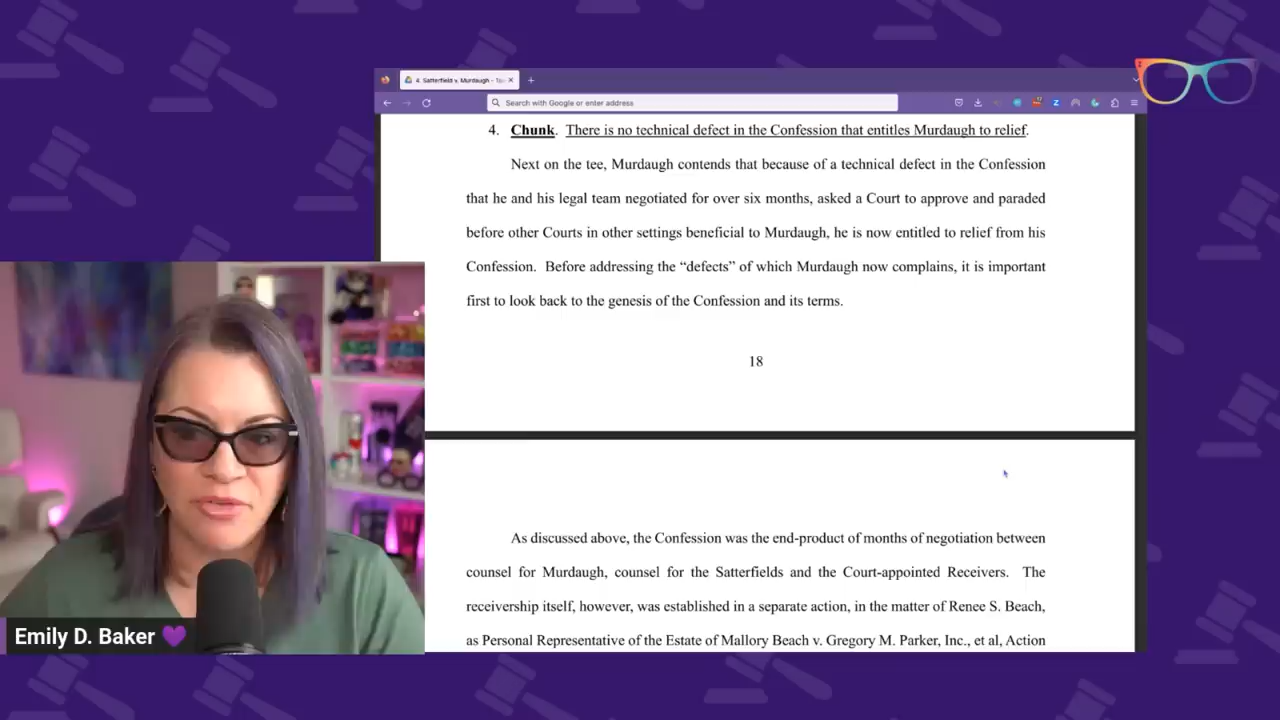 4. Satterfield v. Murdaugh -
Search with Google or enter address
4. Chunk. There is no technical defect in the Confession that entitles Murdaugh to relief.
Next on the tee, Murdaugh contends that because of a technical defect in the Confession
that he and his legal team negotiated for over six months, asked a Court to approve and paraded
before other Courts in other settings beneficial to Murdaugh, he is now entitled to relief from his
Confession. Before addressing the “defects” of which Murdaugh now complains, it is important
first to look back to the genesis of the Confession and its terms.
18
As discussed above, the Confession was the end-product of months of negotiation between
counsel for Murdaugh, counsel for the Satterfields and the Court-appointed Receivers. The
receivership itself, however, was established in a separate action, in the matter of Renee S. Beach,
as Personal Representative of the Estate of Mallory Beach v. Gregory M. Parker, Inc., et al, Action
Emily D. Baker 💜